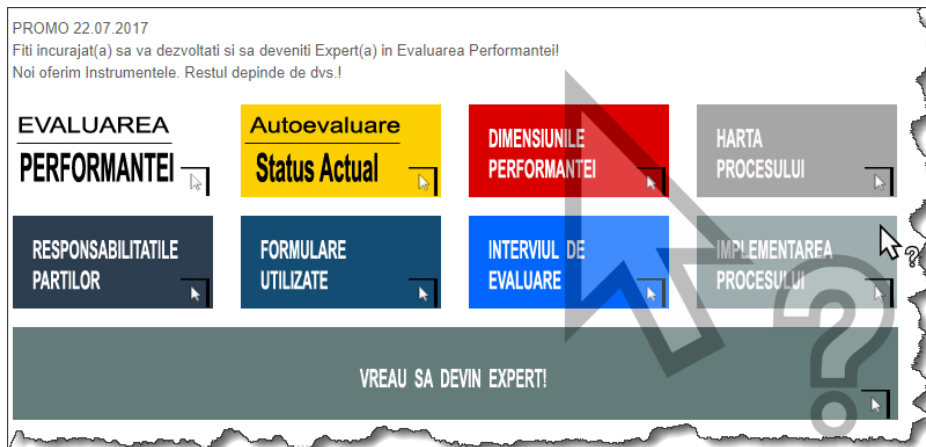 PROMO 22.07.2017
Fiti incurajat(a) sa va dezvoltati si sa deveniti Expert(a) in Evaluarea Performantei!
Noi oferim Instrumentele. Restul depinde de dvs.!
EVALUAREA
PERFORMANTEI
Autoevaluare
Status Actual
DIMENSIUNILE
PERFORMANTEI
HARTA
PROCESULUI
RESPONSABILITATILE
PARTILOR
FORMULARE
UTILIZATE
INTERVIUL DE
EVALUARE
IMPLEMENTAREA
PROCESULUI
?
?
VREAU SA DEVIN EXPERT!